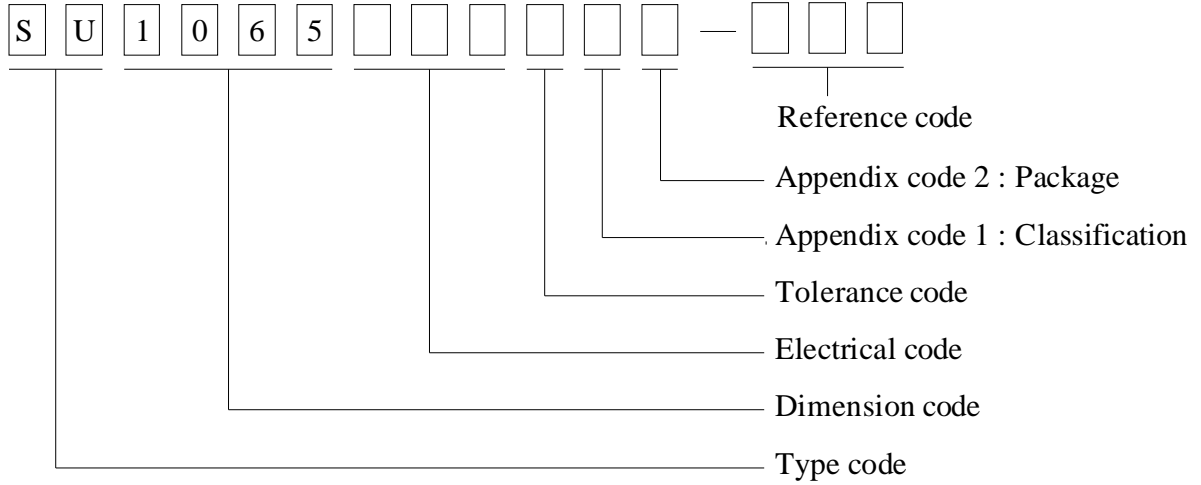 S U 1 0 6 5 —
Reference code
Appendix code 2 : Package
Appendix code 1 : Classification
Tolerance code
Electrical code
Dimension code
Type code